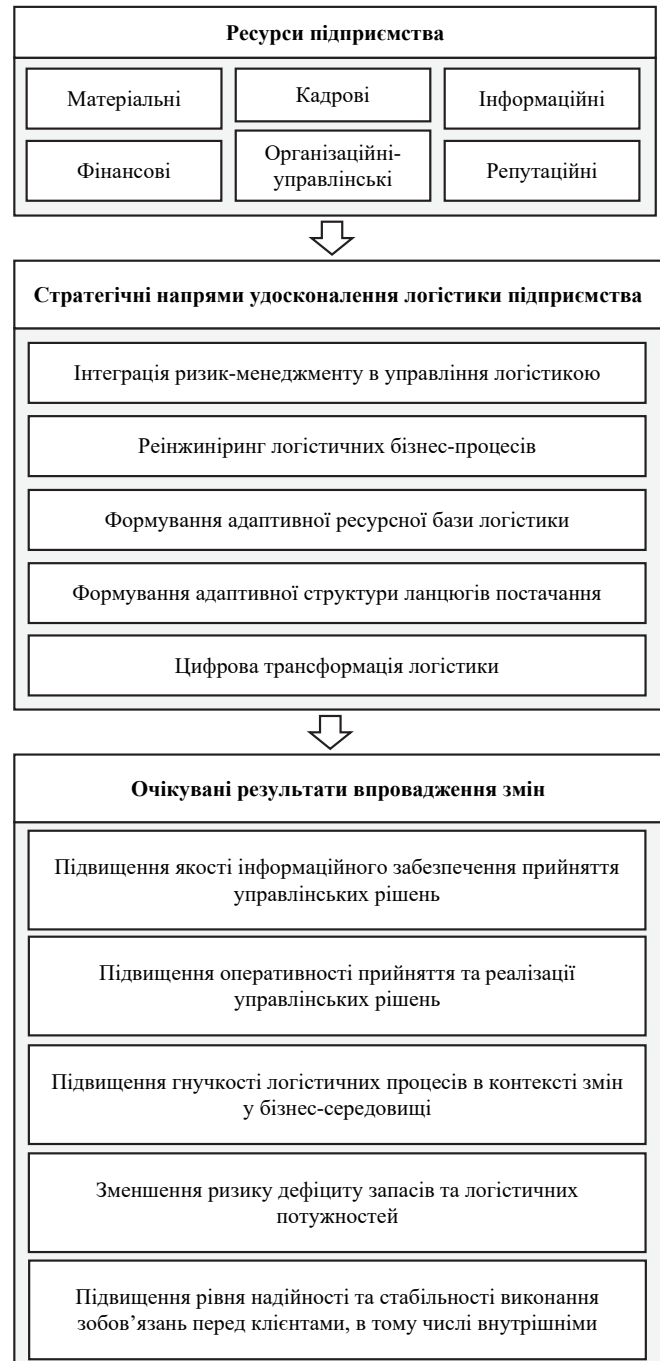 Ресурси підприємства
Матеріальні
Кадрові
Інформаційні
Фінансові
Організаційні-
управлінські
Репутаційні
Стратегічні напрями удосконалення логістики підприємства
Інтеграція ризик-менеджменту в управління логістикою
Реінжиніринг логістичних бізнес-процесів
Формування адаптивної ресурсної бази логістики
Формування адаптивної структури ланцюгів постачання
Цифрова трансформація логістики
Очікувані результати впровадження змін
Підвищення якості інформаційного забезпечення прийняття
управлінських рішень
Підвищення оперативності прийняття та реалізації
управлінських рішень
Підвищення гнучкості логістичних процесів в контексті змін
у бізнес-середовищі
Зменшення ризику дефіциту запасів та логістичних
потужностей
Підвищення рівня надійності та стабільності виконання
зобов’язань перед клієнтами, в тому числі внутрішніми